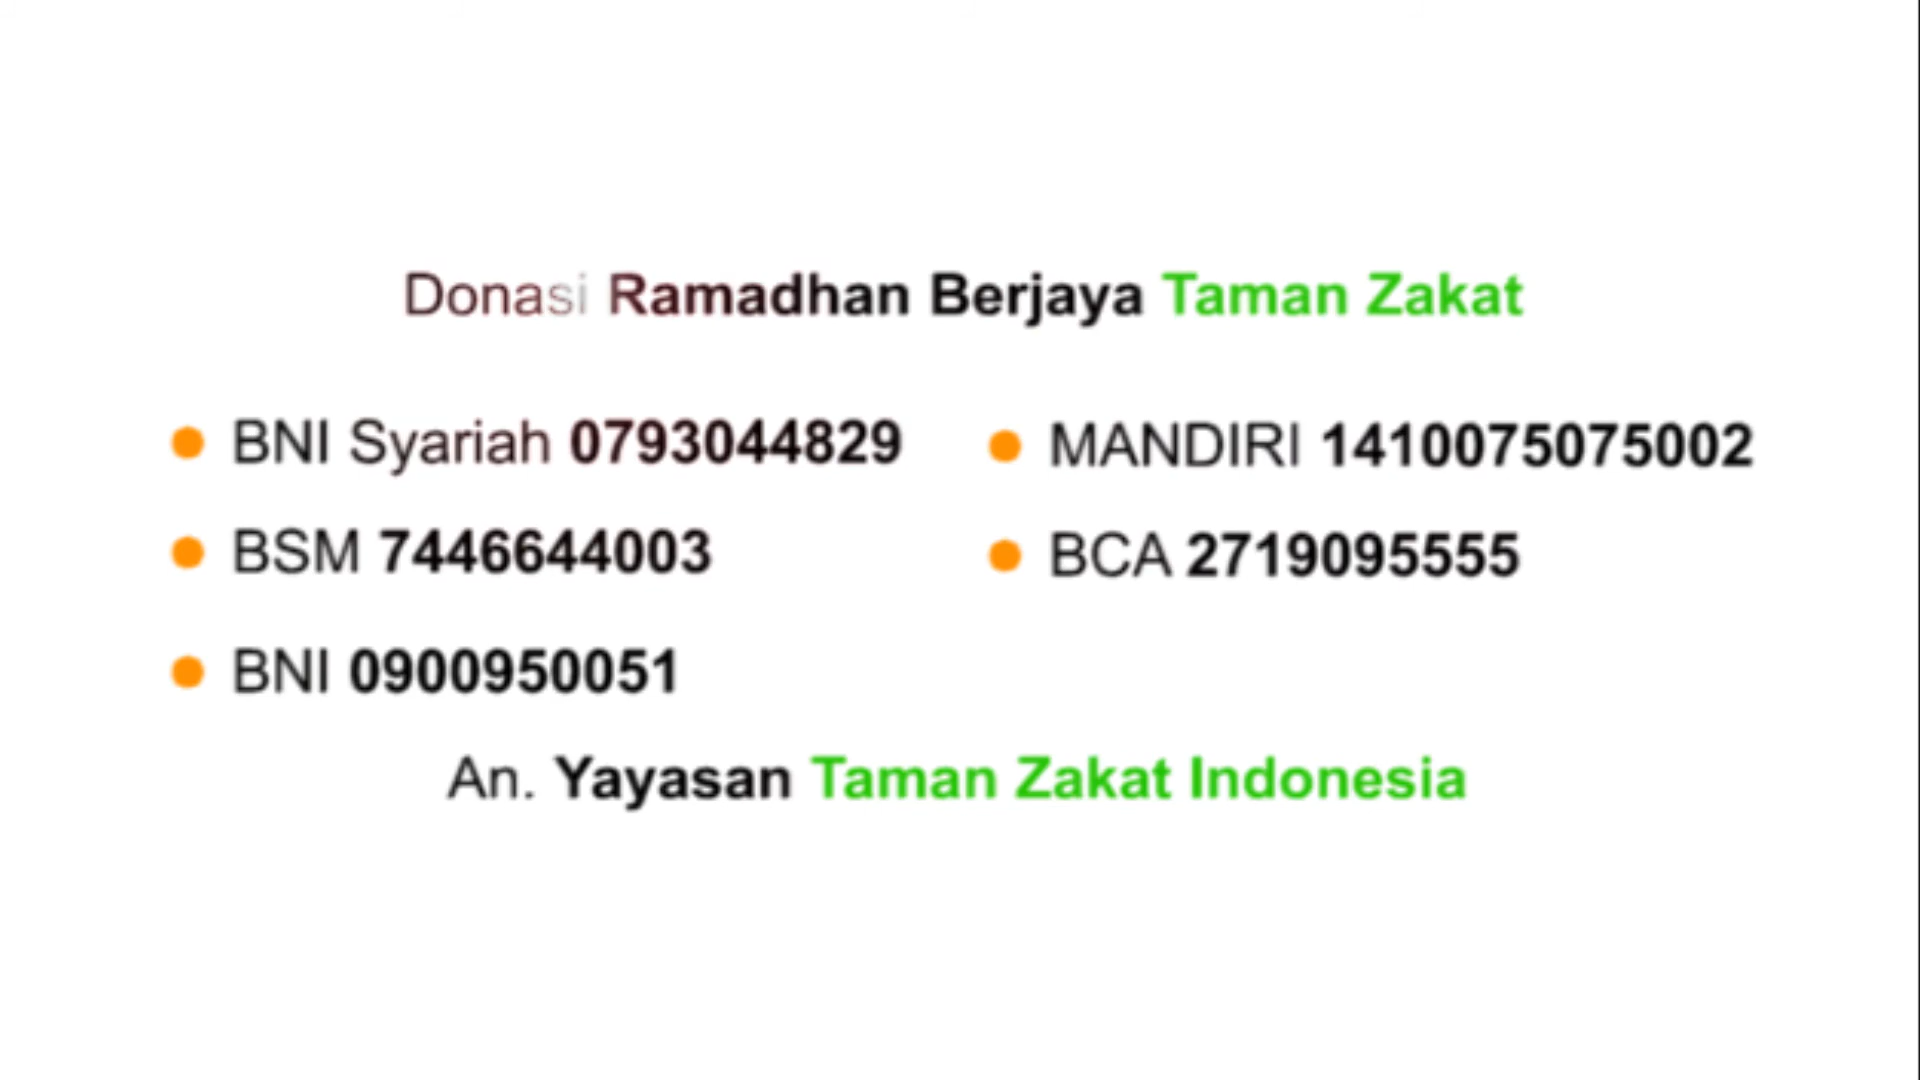 Donasi Ramadhan Berjaya Taman Zakat
BNI Syariah 0793044829
BSM 7446644003
BNI 0900950051
MANDIRI 1410075075002
BCA 2719095555
An. Yayasan Taman Zakat Indonesia